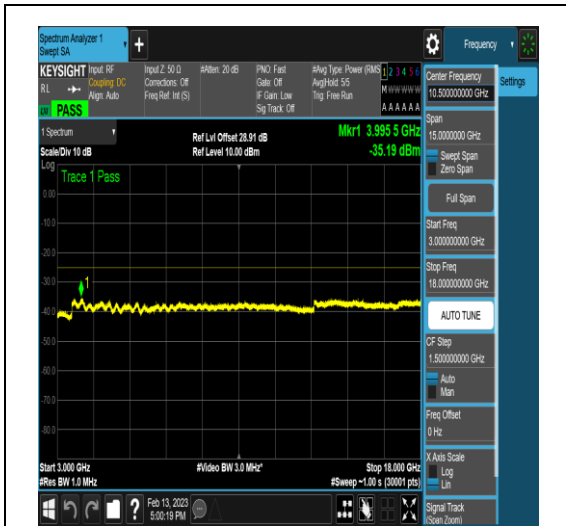 Spectrum Analyzer 1
Swept SA
Frequency
KEYSIGHT
Input: RF
Coupling: DC
Align: Auto
Input Z: 50 Ω
Corrections: Off
Freq Ref: Int (S)
#Atten: 20 dB
PNO: Fast
Gate: Off
IF Gain: Low
Sig Track: Off
#Avg Type: Power (RMS
Avg|Hold: 5/5
Trig: Free Run
1 2 3 4 5 6
M W W W W W
A A A A A A
RL
PASS
Center Frequency
10.500000000 GHz
Settings
1 Spectrum
Scale/Div 10 dB
Ref Lvl Offset 28.91 dB
Ref Level 10.00 dBm
Mkr1 3.995 5 GHz
-35.19 dBm
Span
15.0000000 GHz
Swept Span
Zero Span
Full Span
Start Freq
3.000000000 GHz
Stop Freq
18.000000000 GHz
AUTO TUNE
CF Step
1.500000000 GHz
Auto
Man
Freq Offset
0 Hz
X Axis Scale
Log
Lin
Signal Track
(Span Zoom)
Log
Trace 1 Pass
0.00
-10.0
-20.0
-30.0
1
-40.0
-50.0
-60.0
-70.0
-80.0
Start 3.000 GHz
#Res BW 1.0 MHz
#Video BW 3.0 MHz*
Stop 18.000 GHz
#Sweep ~1.00 s (30001 pts)
?
Feb 13, 2023
5:00:19 PM